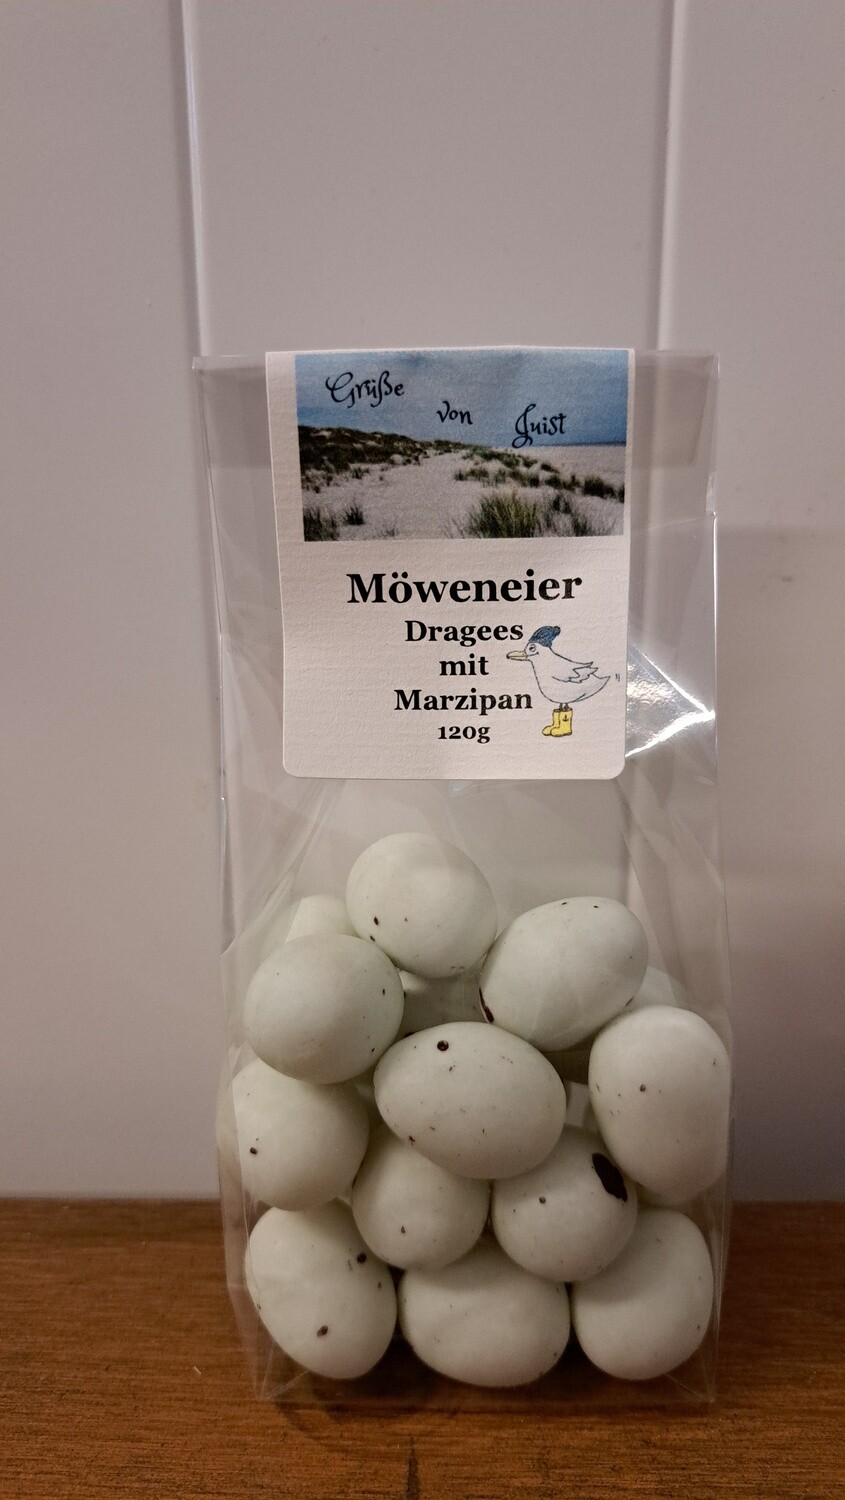 Grüße von Juist
Möweneier
Dragees
mit
Marzipan
120g